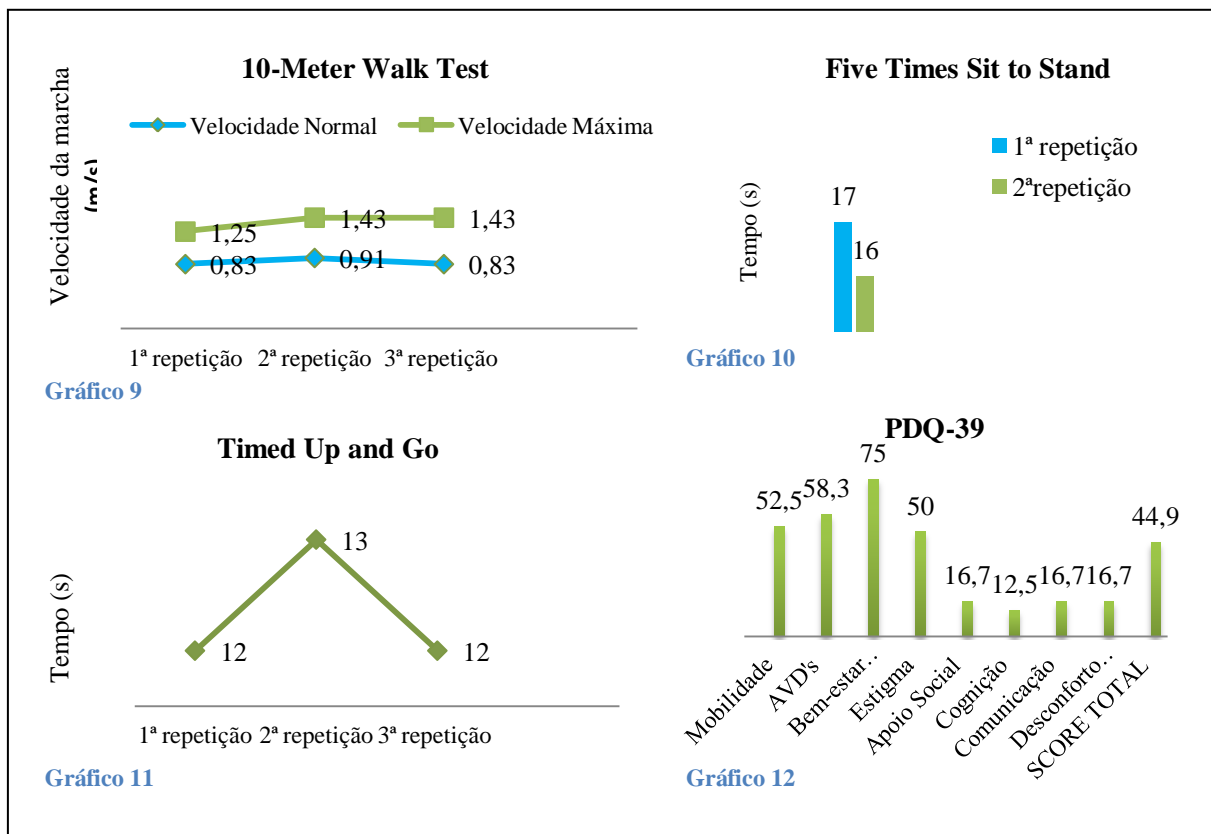 10-Meter Walk Test
Velocidade Normal
Velocidade Máxima
Velocidade da marcha
(m/s)
1,25
1,43
1,43
0,83
0,91
0,83
1ª repetição
2ª repetição
3ª repetição
Gráfico 9
Five Times Sit to Stand
1ª repetição
2ªrepetição
Tempo (s)
17
16
Gráfico 10
Timed Up and Go
Tempo (s)
12
13
12
1ª repetição
2ª repetição
3ª repetição
Gráfico 11
PDQ-39
52,5
58,3
75
50
16,7
12,5
16,7
16,7
44,9
Mobilidade
AVD's
Bem-estar..
Estigma
Apoio Social
Cognição
Comunicação
Desconforto..
SCORE TOTAL
Gráfico 12